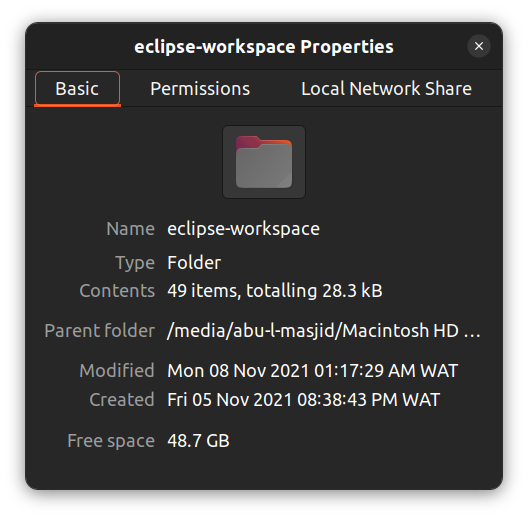 eclipse-workspace Properties
Basic Permissions Local Network Share
Name eclipse-workspace
Type Folder
Contents 49 items, totalling 28.3 kB
Parent folder /media/abu-l-masjid/Macintosh HD …
Modified Mon 08 Nov 2021 01:17:29 AM WAT
Created Fri 05 Nov 2021 08:38:43 PM WAT
Free space 48.7 GB